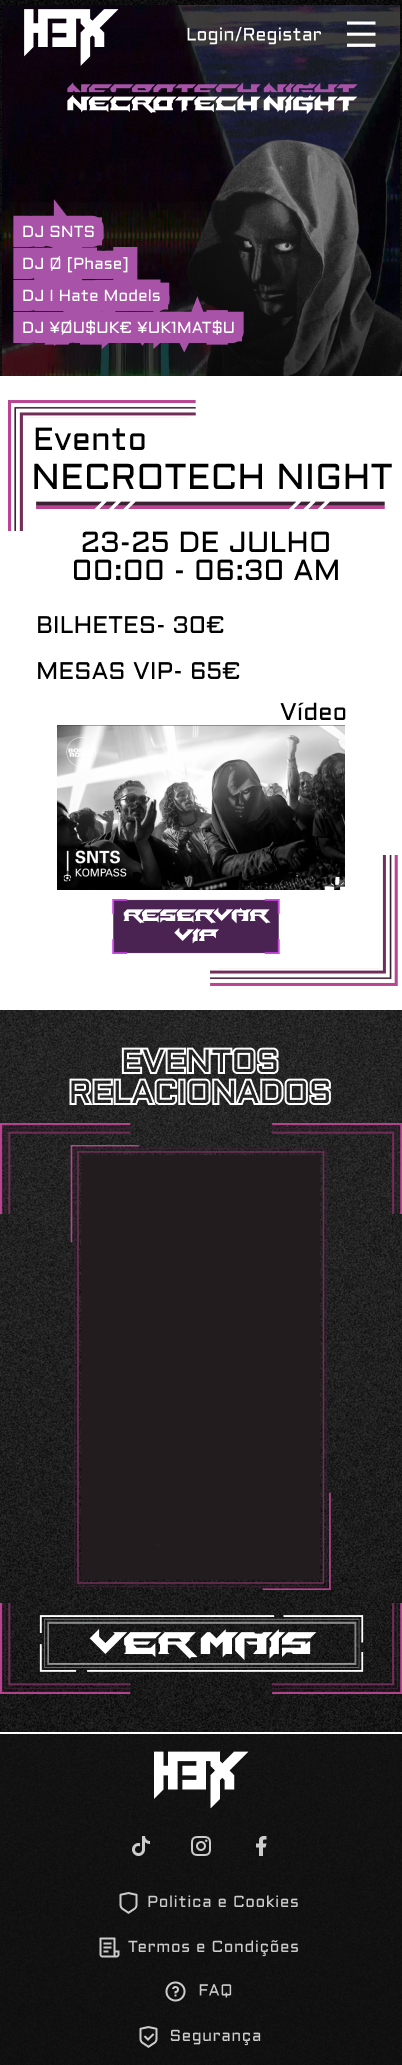 HEX
Login/Registar
NECROTECH NIGHT
DJ SNTS
DJ Ø [Phase]
DJ I Hate Models
DJ ¥ØU$UK€ ¥UK1MAT$U
Evento
NECROTECH NIGHT
23-25 DE JULHO
00:00 - 06:30 AM
BILHETES- 30€
MESAS VIP- 65€
Vídeo
SNTS
KOMPASS
RESERVAR
VIP
EVENTOS
RELACIONADOS
VER MAIS
HEX
Politica e Cookies
Termos e Condições
FAQ
Segurança